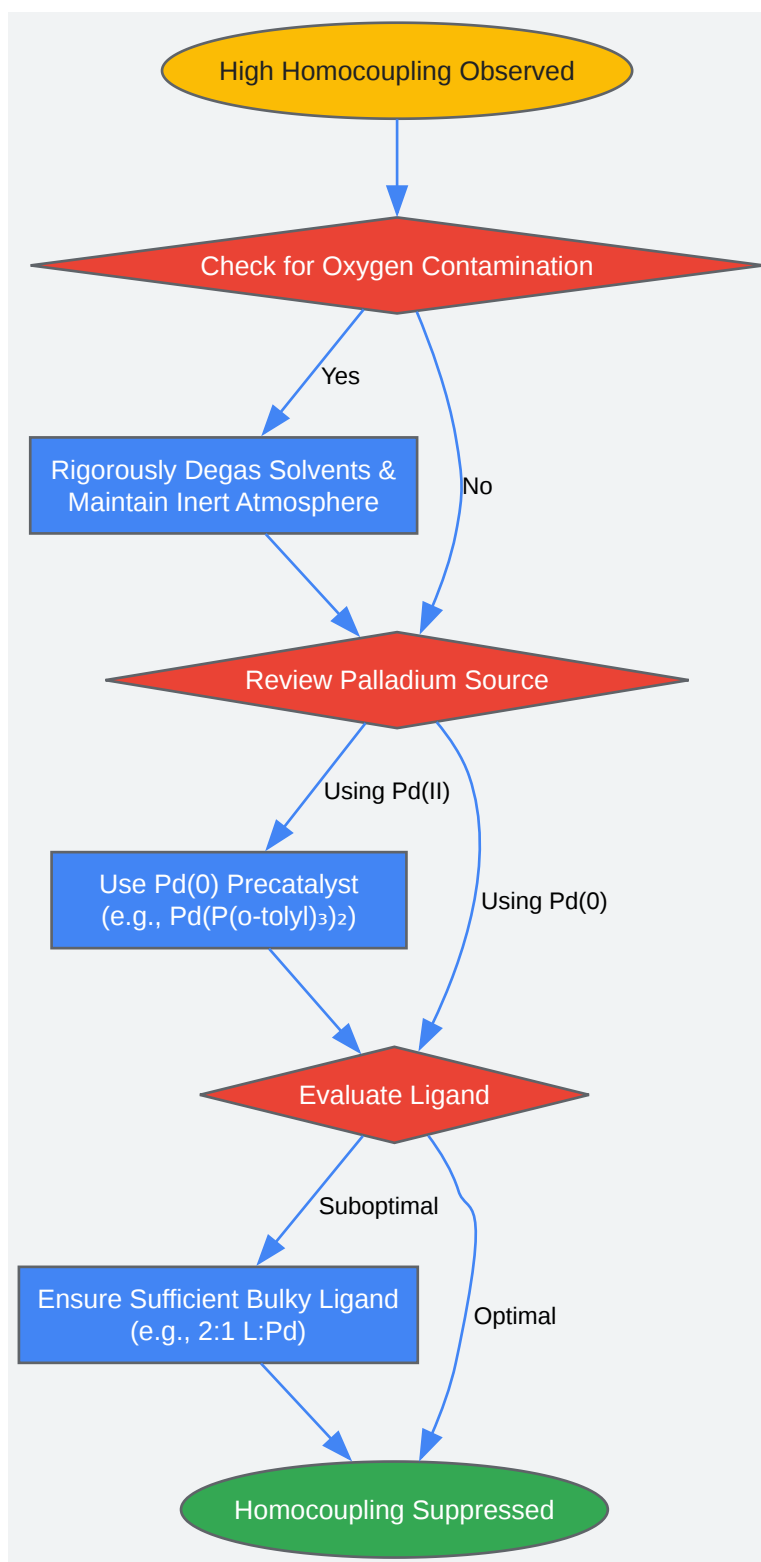 High Homocoupling Observed
Check for Oxygen Contamination
Yes
Rigorously Degas Solvents &
Maintain Inert Atmosphere
No
Review Palladium Source
Using Pd(II)
Use Pd(0) Precatalyst
(e.g., Pd(P(o-tolyl)₃)₂)
Using Pd(0)
Evaluate Ligand
Suboptimal
Ensure Sufficient Bulky Ligand
(e.g., 2:1 L:Pd)
Optimal
Homocoupling Suppressed